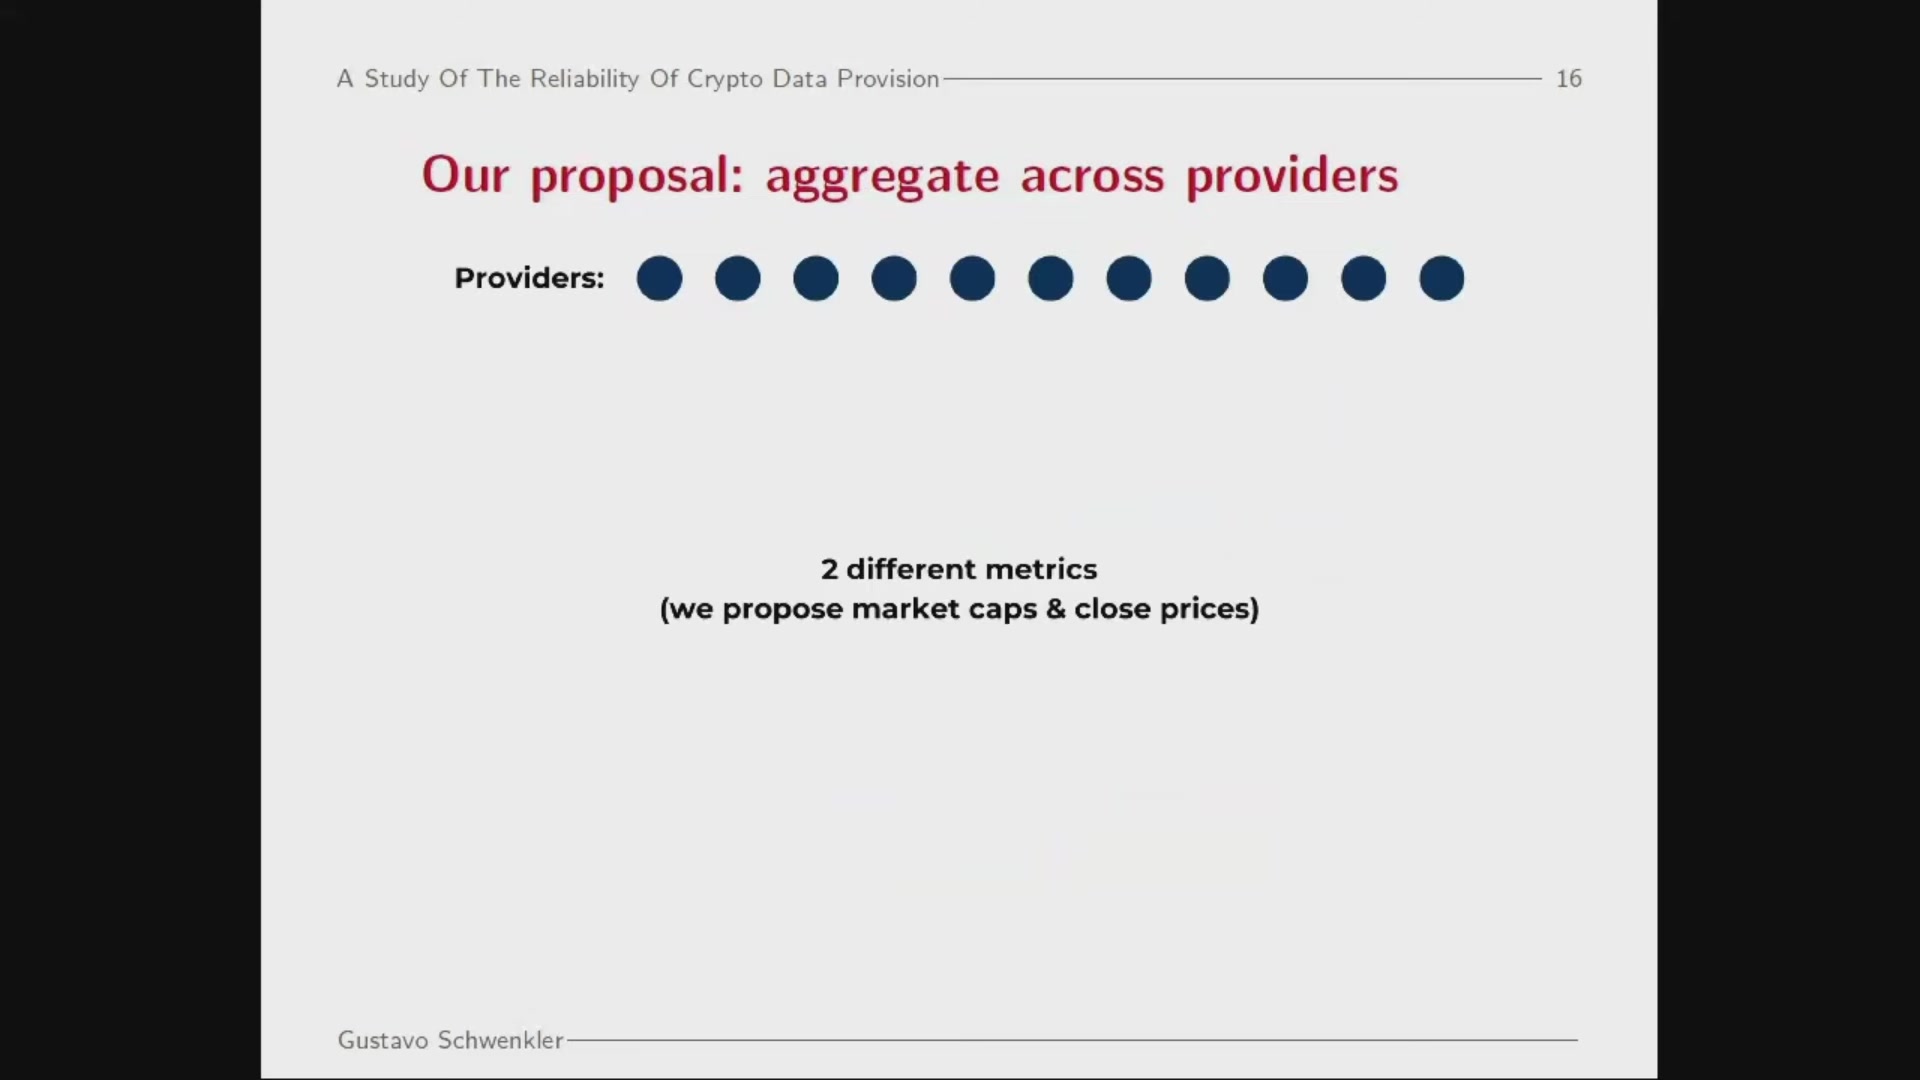 A Study Of The Reliability Of Crypto Data Provision 16
Our proposal: aggregate across providers
Providers:
2 different metrics
(we propose market caps & close prices)
Gustavo Schwenkler